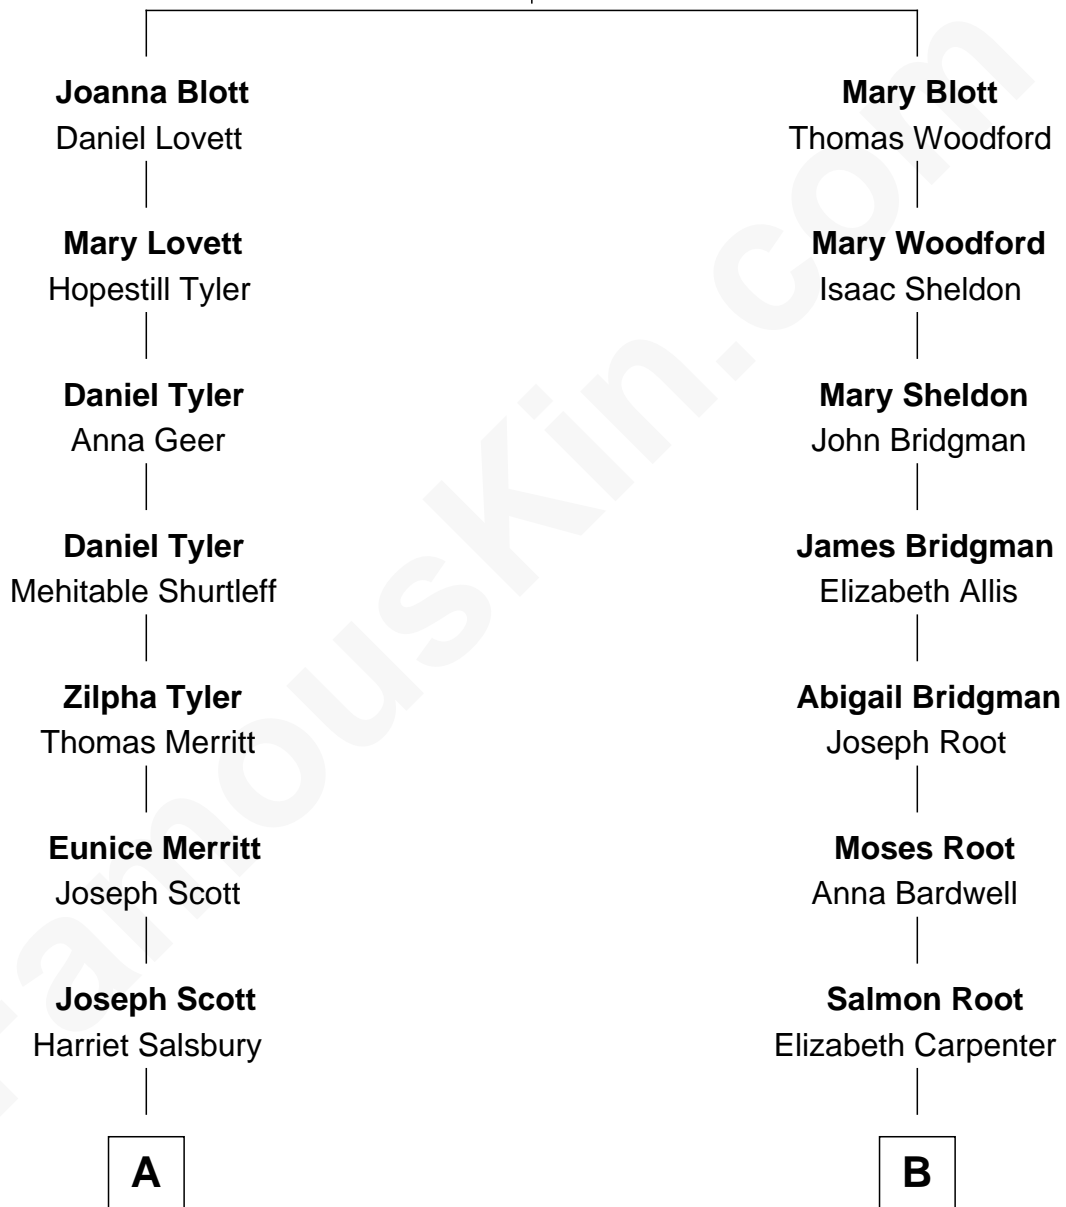 Joanna Blott
Daniel Lovett
Mary Lovett
Hopestill Tyler
Daniel Tyler
Anna Geer
Daniel Tyler
Mehitable Shurtleff
Zilpha Tyler
Thomas Merritt
Eunice Merritt
Joseph Scott
Joseph Scott
Harriet Salsbury
A
Mary Blott
Thomas Woodford
Mary Woodford
Isaac Sheldon
Mary Sheldon
John Bridgman
James Bridgman
Elizabeth Allis
Abigail Bridgman
Joseph Root
Moses Root
Anna Bardwell
Salmon Root
Elizabeth Carpenter
B
FamousKin.com